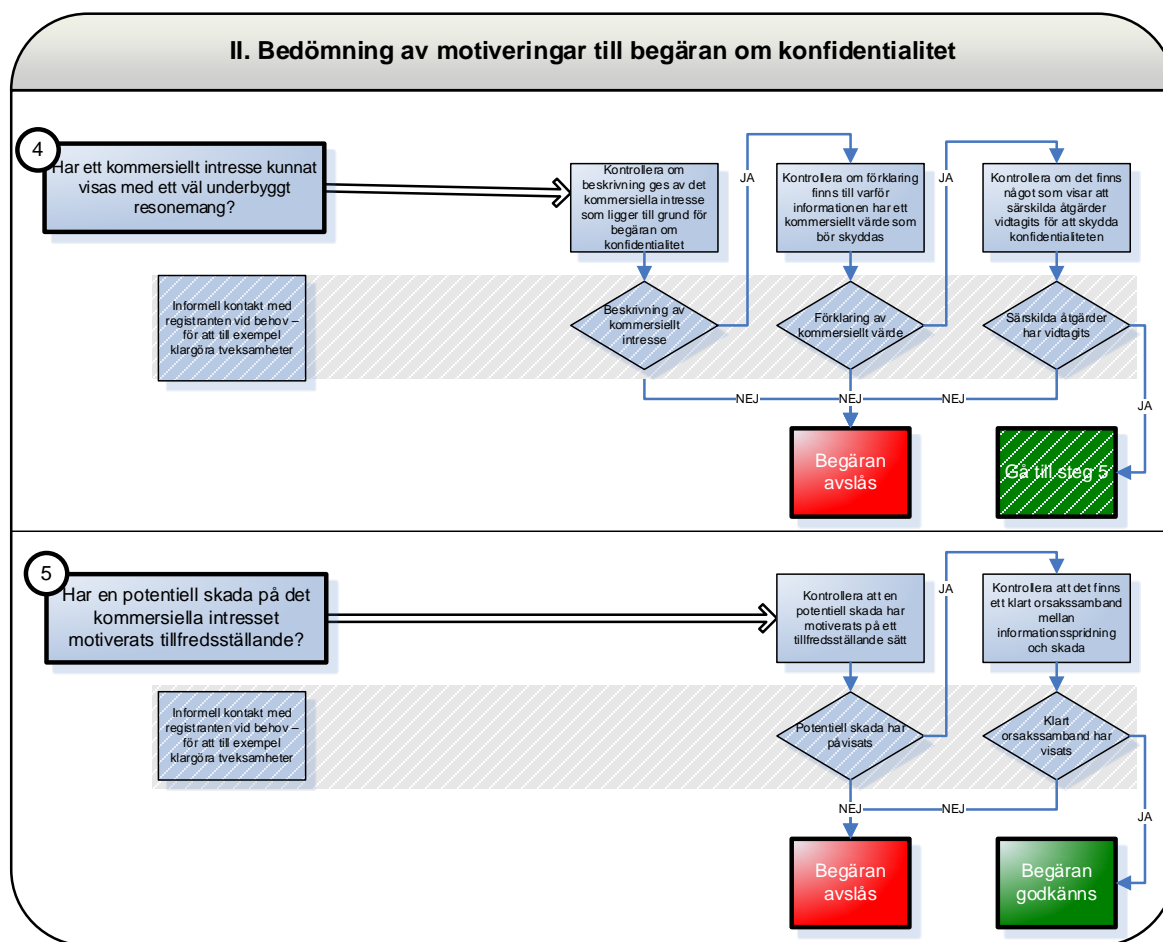 II. Bedömning av motiveringar till begäran om konfidentialitet
4
Har ett kommersiellt intresse kunnat
visas med ett väl underbyggt
resonemang?
Kontrollera om
beskrivning ges av det
kommersiella intresse
som ligger till grund för
begäran om
konfidentialitet
JA
Kontrollera om förklaring
finns till varför
informationen har ett
kommersiellt värde som
bör skyddas
JA
Kontrollera om det finns
något som visar att
särskilda åtgärder
vidtagits för att skydda
konfidentialiteten
Informell kontakt med
registranten vid behov –
för att till exempel
klargöra tveksamheter
Beskrivning av
kommersiellt
intresse
Förklaring av
kommersiellt värde
Särskilda åtgärder
har vidtagits
NEJ
NEJ
NEJ
JA
Begäran
avslås
Gå till steg 5
5
Har en potentiell skada på det
kommersiella intresset
motiverats tillfredsställande?
Kontrollera att en
potentiell skada har
motiverats på ett
tillfredsställande sätt
JA
Kontrollera att det finns
ett klart orsakssamband
mellan
informationsspridning
och skada
Informell kontakt med
registranten vid behov –
för att till exempel
klargöra tveksamheter
Potentiell skada har
påvisats
Klart
orsakssamband har
visats
NEJ
NEJ
JA
Begäran
avslås
Begäran
godkänns